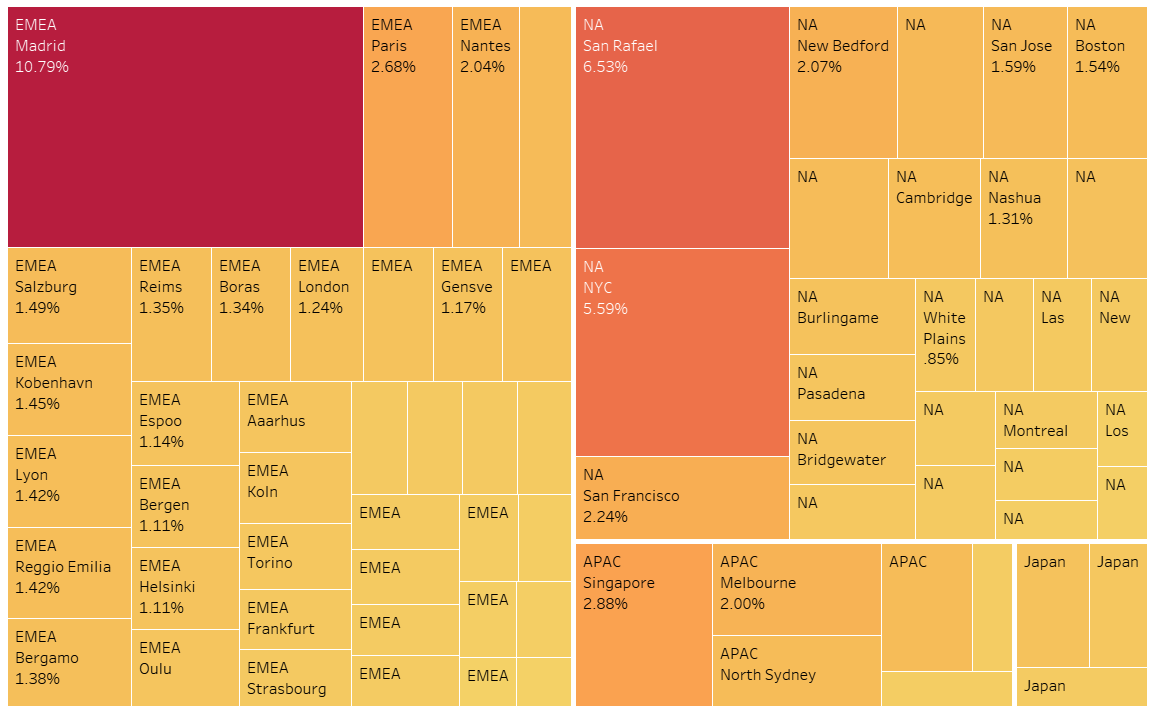 EMEA
Madrid
10.79%
EMEA
Paris
2.68%
EMEA
Nantes
2.04%
EMEA
Salzburg
1.49%
EMEA
Kobenhavn
1.45%
EMEA
Lyon
1.42%
EMEA
Reggio Emilia
1.42%
EMEA
Bergamo
1.38%
EMEA
Reims
1.35%
EMEA
Boras
1.34%
EMEA
London
1.24%
EMEA
EMEA
Gensve
1.17%
EMEA
EMEA
Espoo
1.14%
EMEA
Bergen
1.11%
EMEA
Helsinki
1.11%
EMEA
Oulu
EMEA
Aaarhus
EMEA
Koln
EMEA
Torino
EMEA
Frankfurt
EMEA
Strasbourg
EMEA
EMEA
EMEA
EMEA
EMEA
EMEA
EMEA
NA
San Rafael
6.53%
NA
NYC
5.59%
NA
San Francisco
2.24%
NA
New Bedford
2.07%
NA
NA
San Jose
1.59%
NA
Boston
1.54%
NA
NA
Cambridge
NA
Nashua
1.31%
NA
NA
Burlingame
NA
Pasadena
NA
Bridgewater
NA
NA
White
Plains
.85%
NA
NA
Las
NA
New
NA
NA
NA
Montreal
NA
NA
NA
Los
NA
APAC
Singapore
2.88%
APAC
Melbourne
2.00%
APAC
North Sydney
APAC
Japan
Japan
Japan